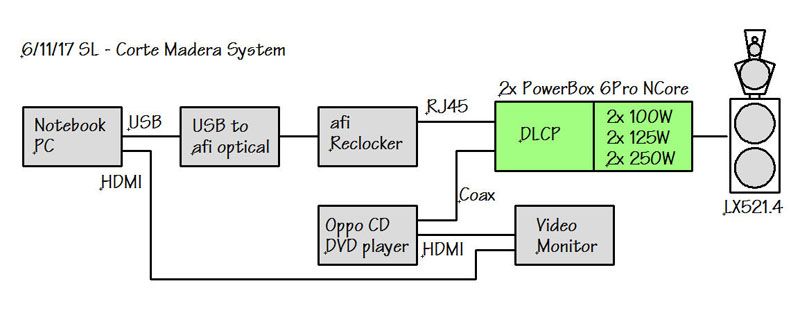 6/11/17 SL - Corte Madera System
2x PowerBox 6Pro NCore
RJ45
USB
Notebook
PC
USB to
afi optical
afi
Reclocker
DLCP
2x 100W
2x 125W
2x 250W
HDMI
Coax
LX521.4
Oppo CD
DVD player
HDMI
Video
Monitor